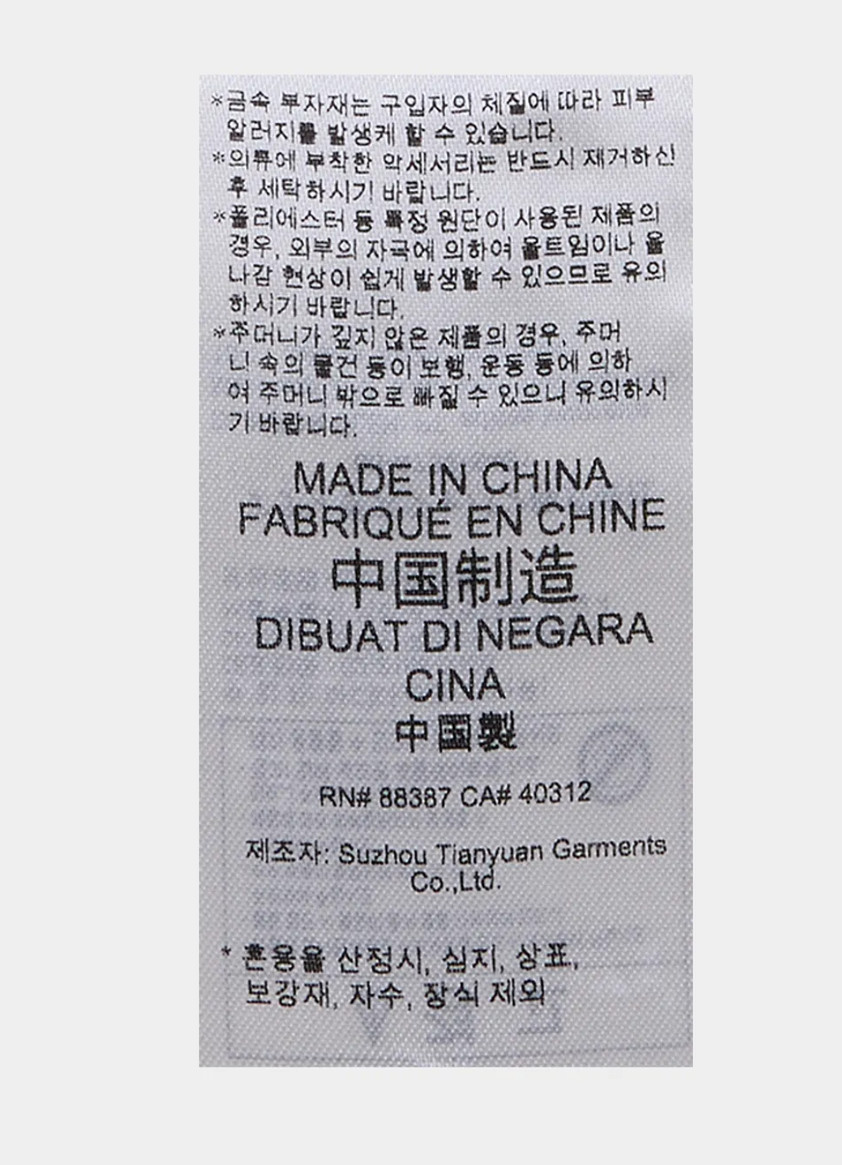 *금속 부자재는 구입자의 체질에 따라 피부
알러지를 발생케 할 수 있습니다.
*의류에 부착한 악세서리는 반드시 제거하신
후 세탁하시기 바랍니다.
*폴리에스터 등 특정 원단이 사용된 제품의
경우, 외부의 자극에 의하여 올트임이나 올
나감 현상이 쉽게 발생할 수 있으므로 유의
하시기 바랍니다.
*주머니가 깊지 않은 제품의 경우, 주머
니 속의 물건 등이 보행, 운동 등에 의하
여 주머니 밖으로 빠질 수 있으니 유의하시
기 바랍니다.
MADE IN CHINA
FABRIQUÉ EN CHINE
中国制造
DIBUAT DI NEGARA
CINA
中国製
RN# 88387 CA# 40312
제조자: Suzhou Tianyuan Garments
Co.,Ltd.
* 혼용율 산정시, 심지, 상표,
보강재, 자수, 장식 제외